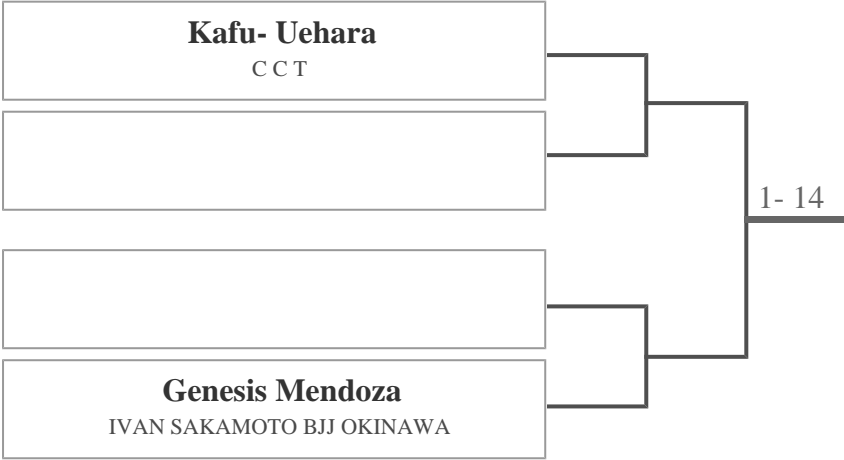 Kafu- Uehara
C C T
1- 14
Genesis Mendoza
IVAN SAKAMOTO BJJ OKINAWA